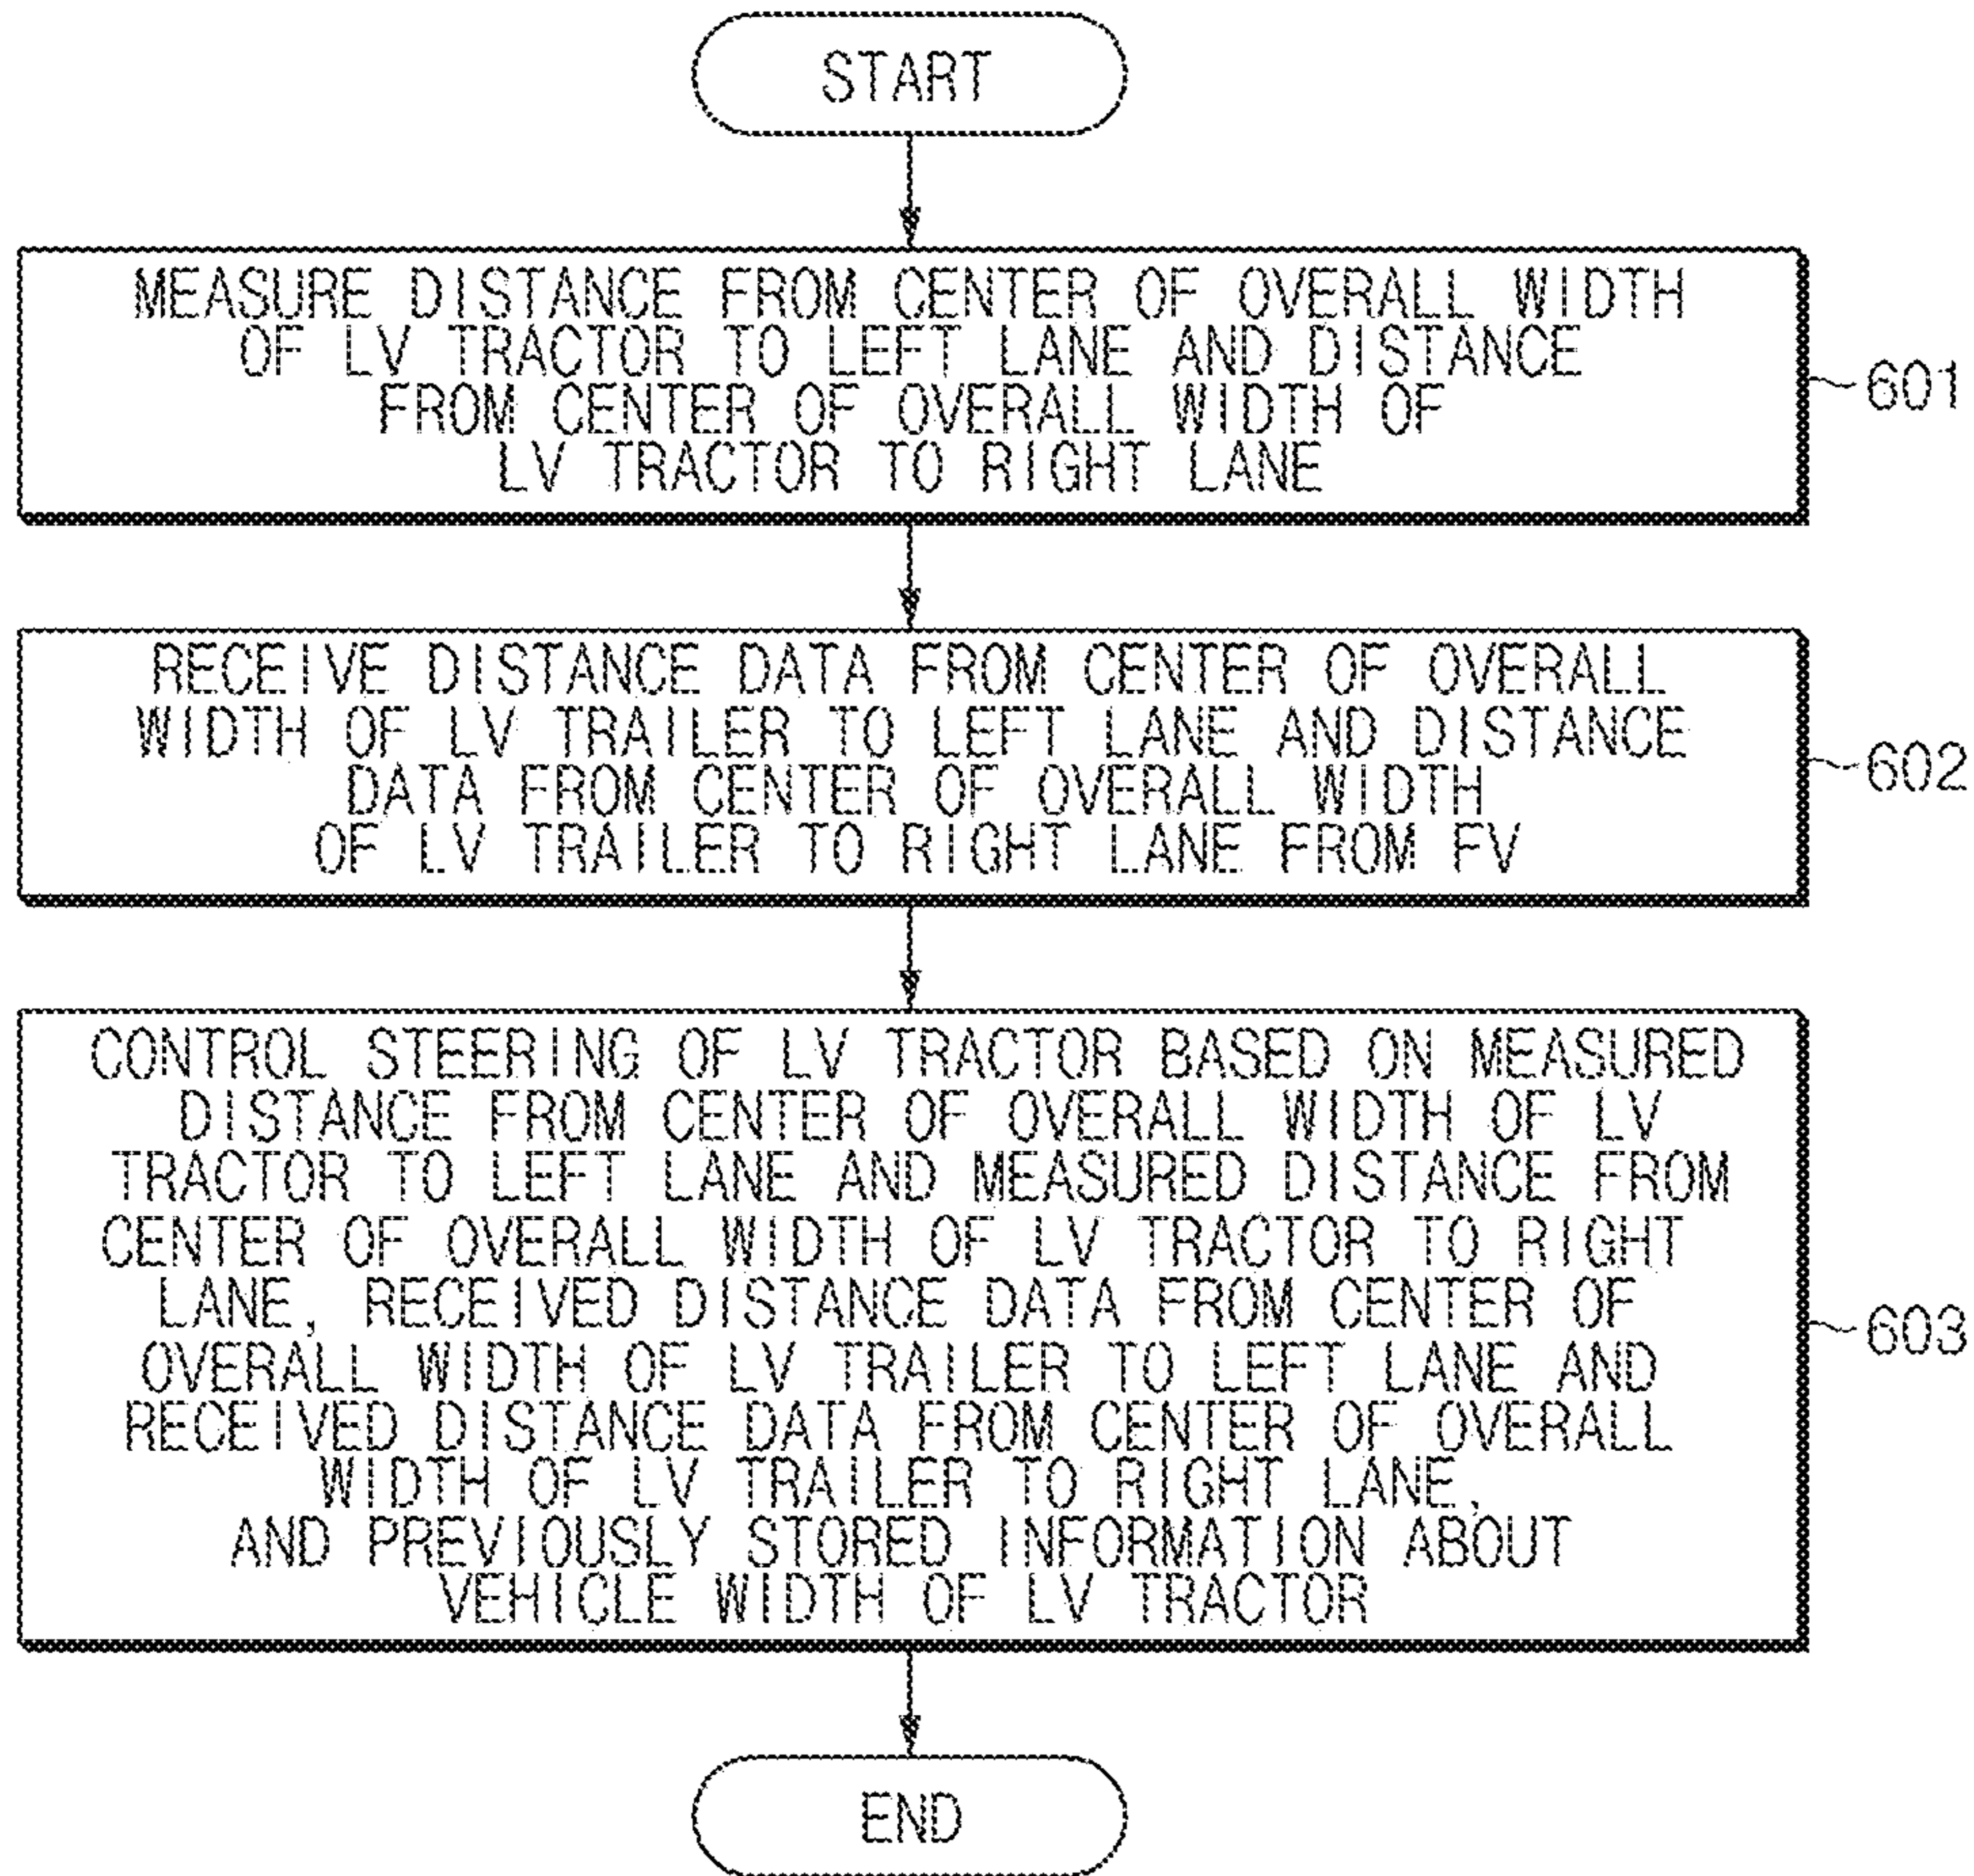 START
MEASURE DISTANCE FROM CENTER OF OVERALL WIDTH
OF LV TRACTOR TO LEFT LANE AND DISTANCE
FROM CENTER OF OVERALL WIDTH OF
LV TRACTOR TO RIGHT LANE
601
RECEIVE DISTANCE DATA FROM CENTER OF OVERALL
WIDTH OF LV TRAILER TO LEFT LANE AND DISTANCE
DATA FROM CENTER OF OVERALL WIDTH
OF LV TRAILER TO RIGHT LANE FROM FV
602
CONTROL STEERING OF LV TRACTOR BASED ON MEASURED
DISTANCE FROM CENTER OF OVERALL WIDTH OF LV
TRACTOR TO LEFT LANE AND MEASURED DISTANCE FROM
CENTER OF OVERALL WIDTH OF LV TRACTOR TO RIGHT
LANE, RECEIVED DISTANCE DATA FROM CENTER OF
OVERALL WIDTH OF LV TRAILER TO LEFT LANE AND
RECEIVED DISTANCE DATA FROM CENTER OF OVERALL
WIDTH OF LV TRAILER TO RIGHT LANE,
AND PREVIOUSLY STORED INFORMATION ABOUT
VEHICLE WIDTH OF LV TRACTOR
603
END